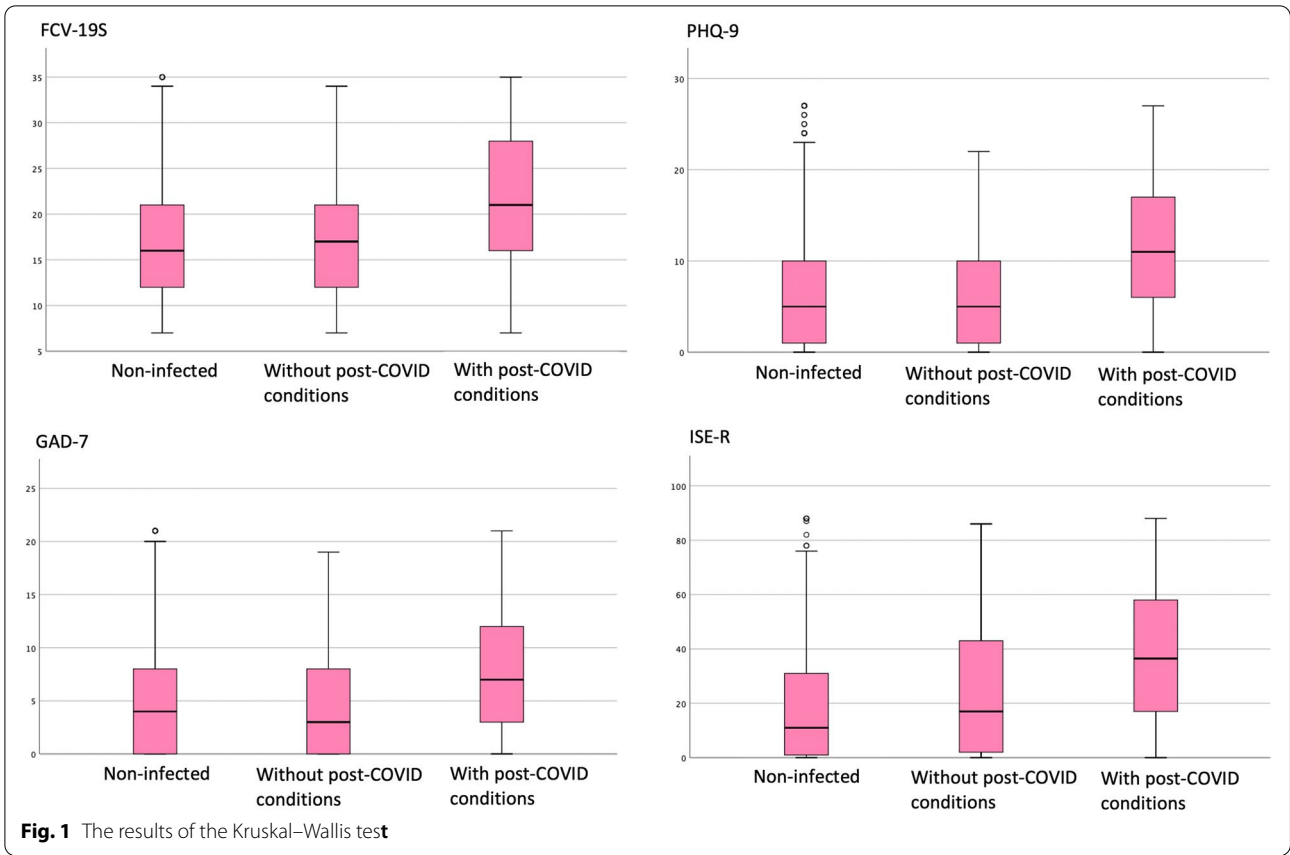 FCV-19S
35
30
25
20
15
10
5
Non-infected
Without post-COVID
conditions
With post-COVID
conditions
PHQ-9
30
20
10
0
Non-infected
Without post-COVID
conditions
With post-COVID
conditions
GAD-7
25
20
15
10
5
0
Non-infected
Without post-COVID
conditions
With post-COVID
conditions
ISE-R
100
80
60
40
20
0
Non-infected
Without post-COVID
conditions
With post-COVID
conditions
Fig. 1 The results of the Kruskal–Wallis test